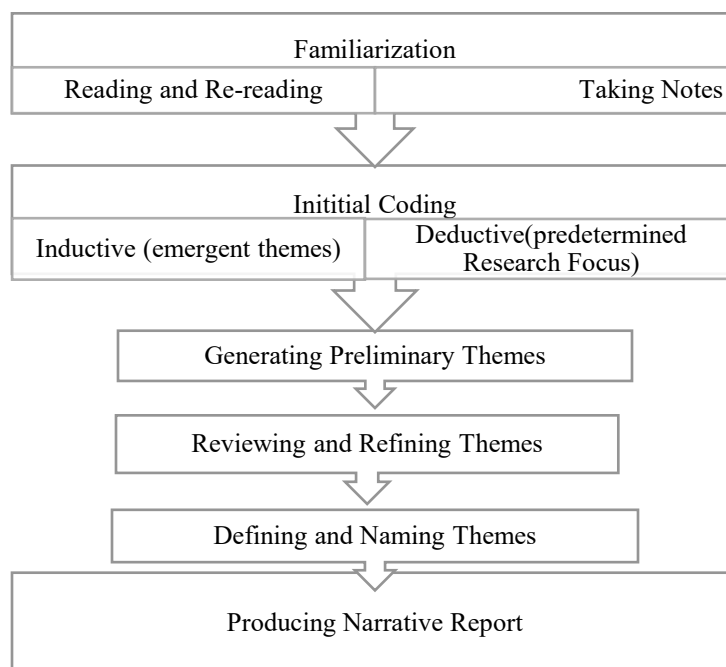 Familiarization
Reading and Re-reading
Taking Notes
Inititial Coding
Inductive (emergent themes)
Deductive(predetermined
Research Focus)
Generating Preliminary Themes
Reviewing and Refining Themes
Defining and Naming Themes
Producing Narrative Report